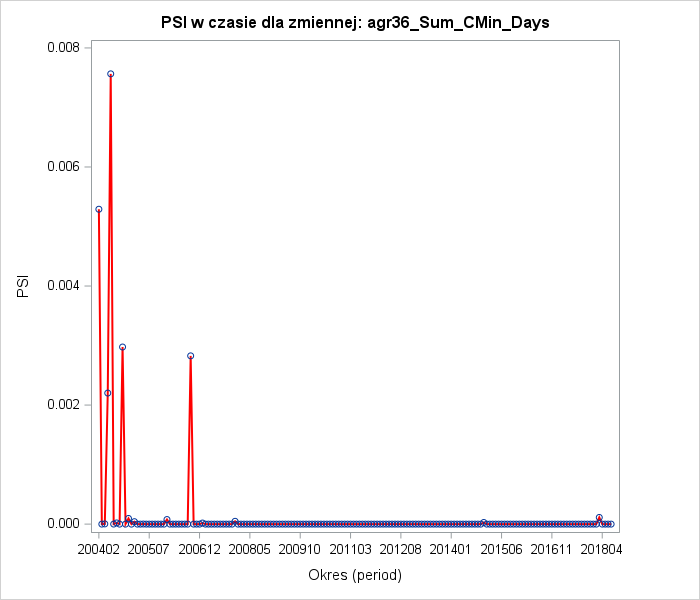 PSI w czasie dla zmiennej: agr36_Sum_CMin_Days
0.008
0.006
0.004
0.002
0.000
PSI
200402 200507 200612 200805 200910 201103 201208 201401 201506 201611 201804
Okres (period)